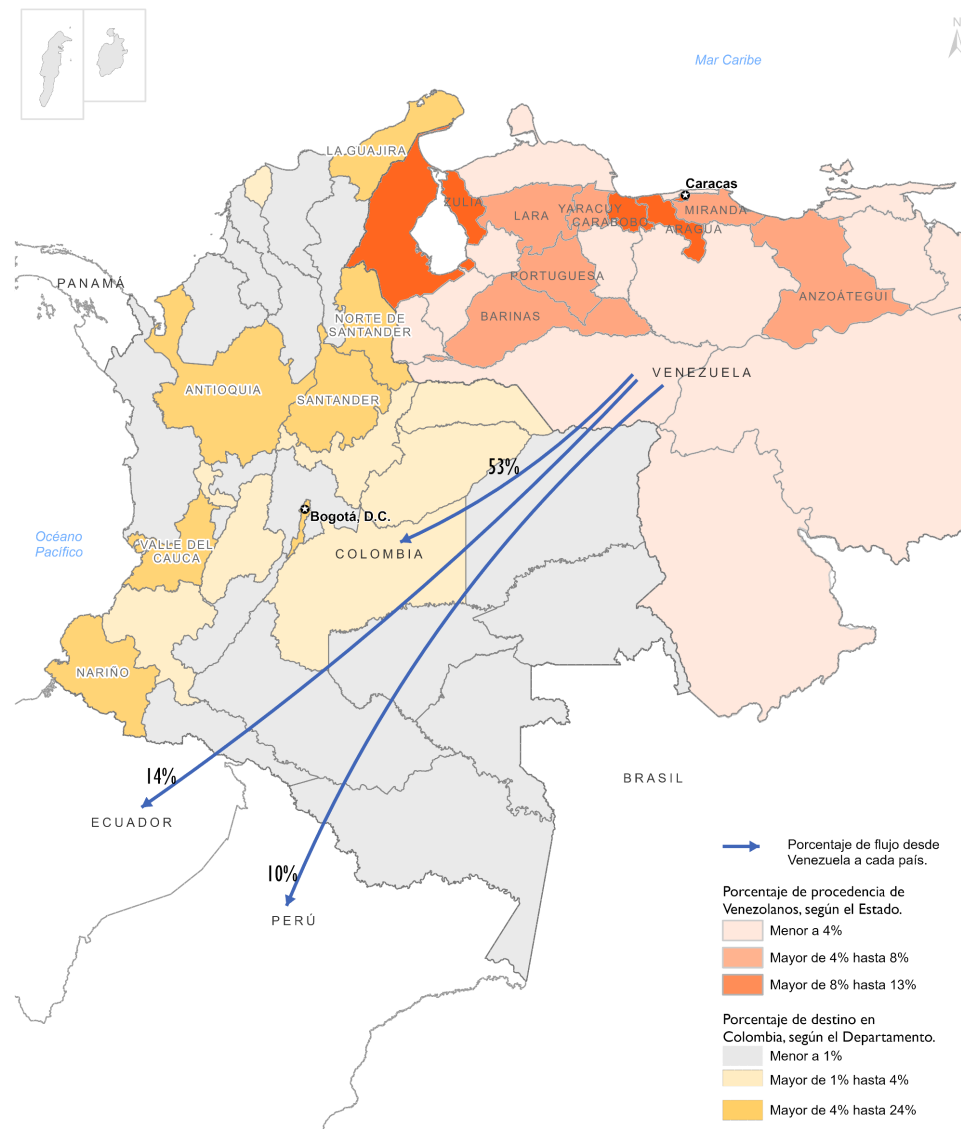 N
Mar Caribe
LA GUAJIRA
Caracas
ZULIA
LARA
YARACUY
CARABOBO
MIRANDA
ARAGUA
PANAMÁ
PORTUGUESA
ANZOÁTEGUI
NORTE DE
SANTANDER
BARINAS
VENEZUELA
ANTIOQUIA
SANTANDER
53%
Bogotá, D.C.
Océano
Pacífico
VALLE DEL
CAUCA
COLOMBIA
NARIÑO
14%
BRASIL
ECUADOR
10%
PERÚ
Porcentaje de flujo desde
Venezuela a cada país.
Porcentaje de procedencia de
Venezolanos, según el Estado.
Menor a 4%
Mayor de 4% hasta 8%
Mayor de 8% hasta 13%
Porcentaje de destino en
Colombia, según el Departamento.
Menor a 1%
Mayor de 1% hasta 4%
Mayor de 4% hasta 24%